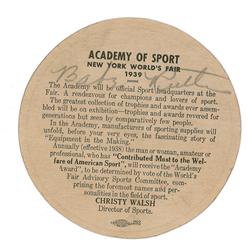 ACADEMY OF SPORT
NEW YORK WORLD'S FAIR
1939
Babe Ruth
The Academy will be official Sport headquarters at the
Fair. A rendezvous for champions and lovers of sport.
The greatest collection of trophies and awards ever assem-
bled will be on exhibition—trophies and awards revered for
generations but seen by comparatively few people.
In the Academy, manufacturers of sporting supplies will
unfold, before your very eyes, the fascinating story of
"Equipment in the Making."
Annually (effective 1938) the man or woman, amateur or
professional, who has "Contributed Most to the Wel-
fare of American Sport", will receive the "Academy
Award", to be determined by vote of the World's
Fair Advisory Sports Committee, com-
prising the foremost names and per-
sonalities in the field of sport.
CHRISTY WALSH
Director of Sports.